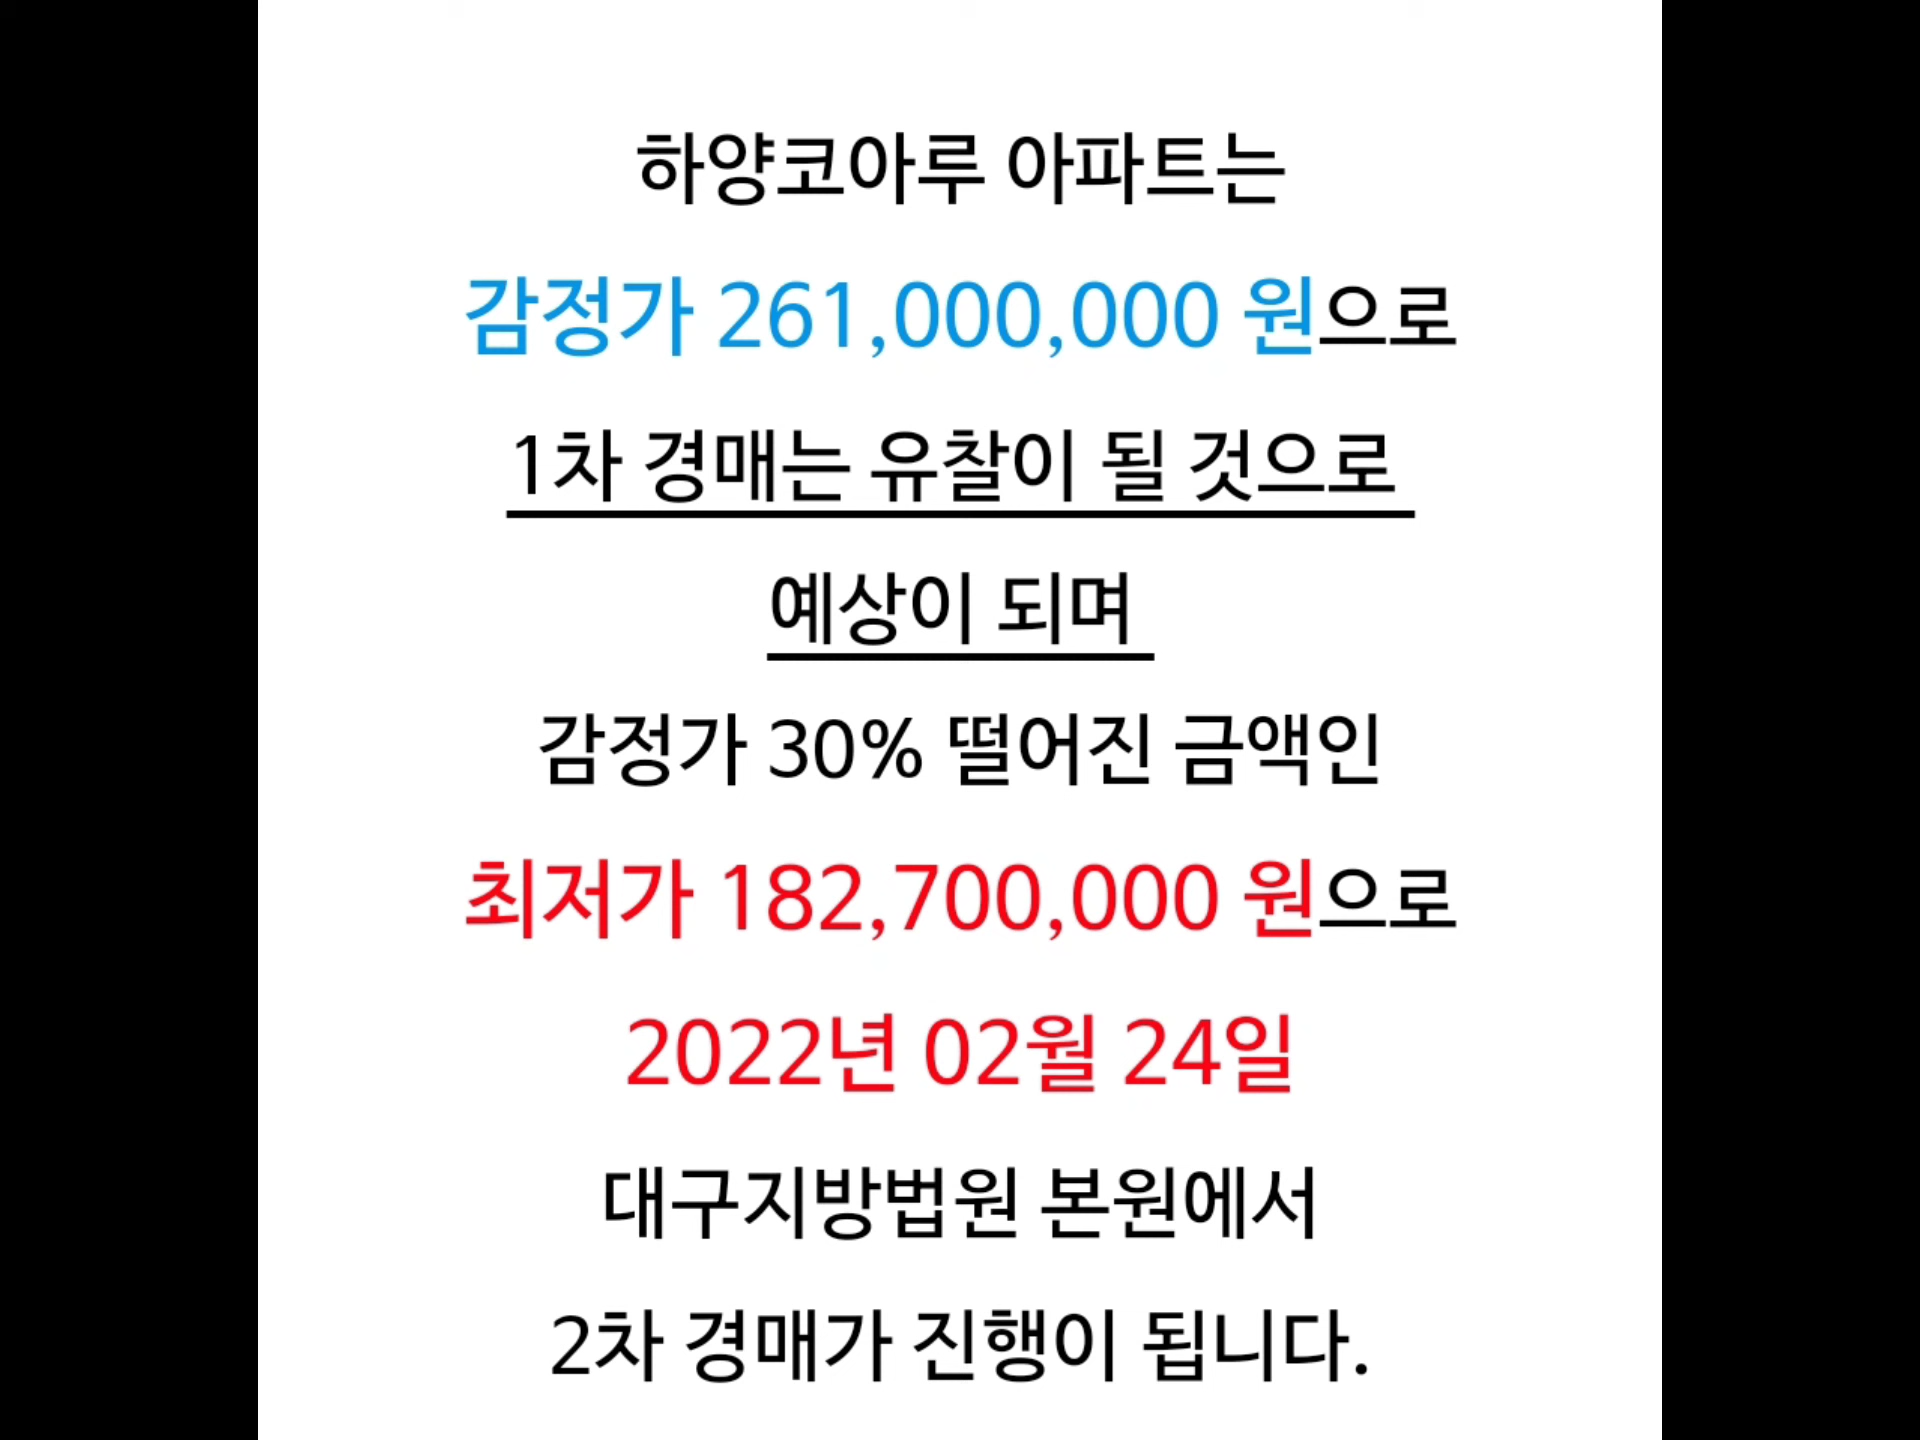 하양코아루 아파트는
감정가 261,000,000 원으로
1차 경매는 유찰이 될 것으로
예상이 되며
감정가 30% 떨어진 금액인
최저가 182,700,000 원으로
2022년 02월 24일
대구지방법원 본원에서
2차 경매가 진행이 됩니다.